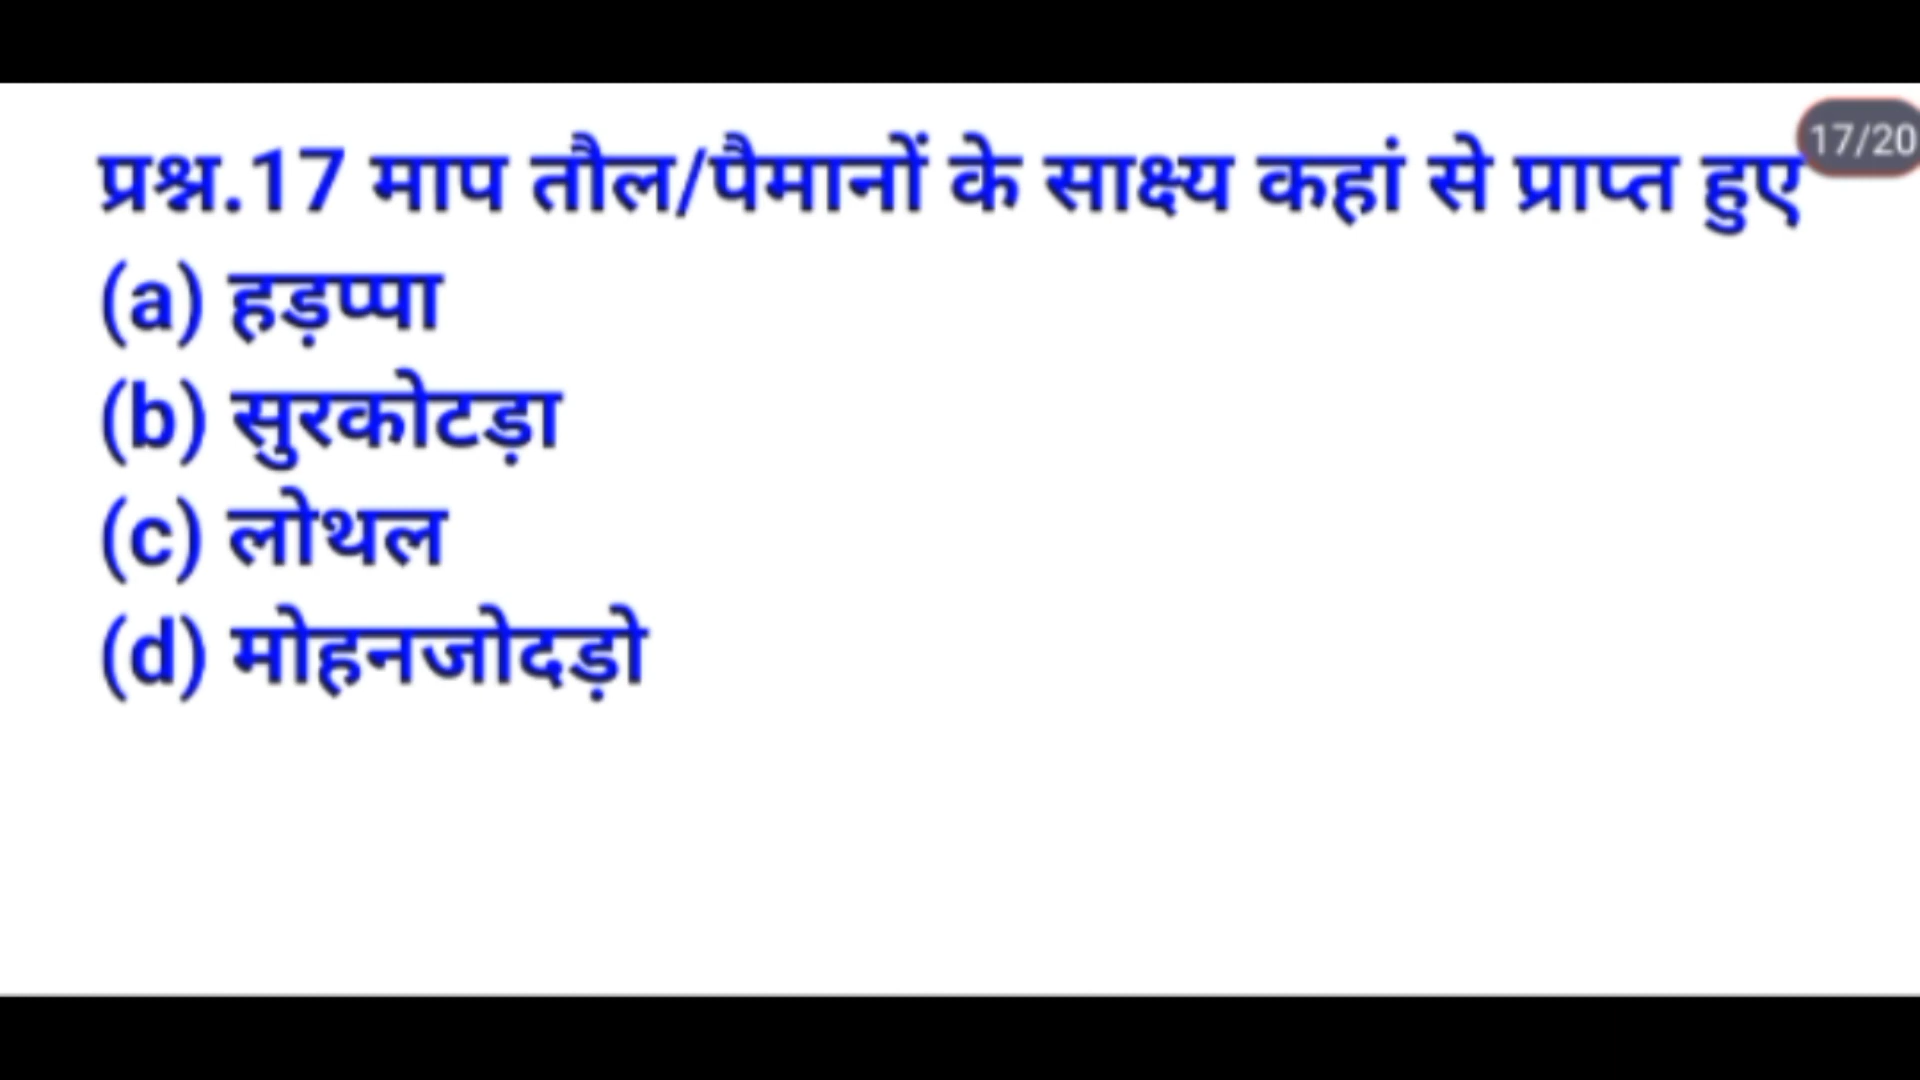 प्रश्न.17 माप तौल/पैमानों के साक्ष्य कहां से प्राप्त हुए
17/20
(a) हड़प्पा
(b) सुरकोटड़ा
(c) लोथल
(d) मोहनजोदड़ो